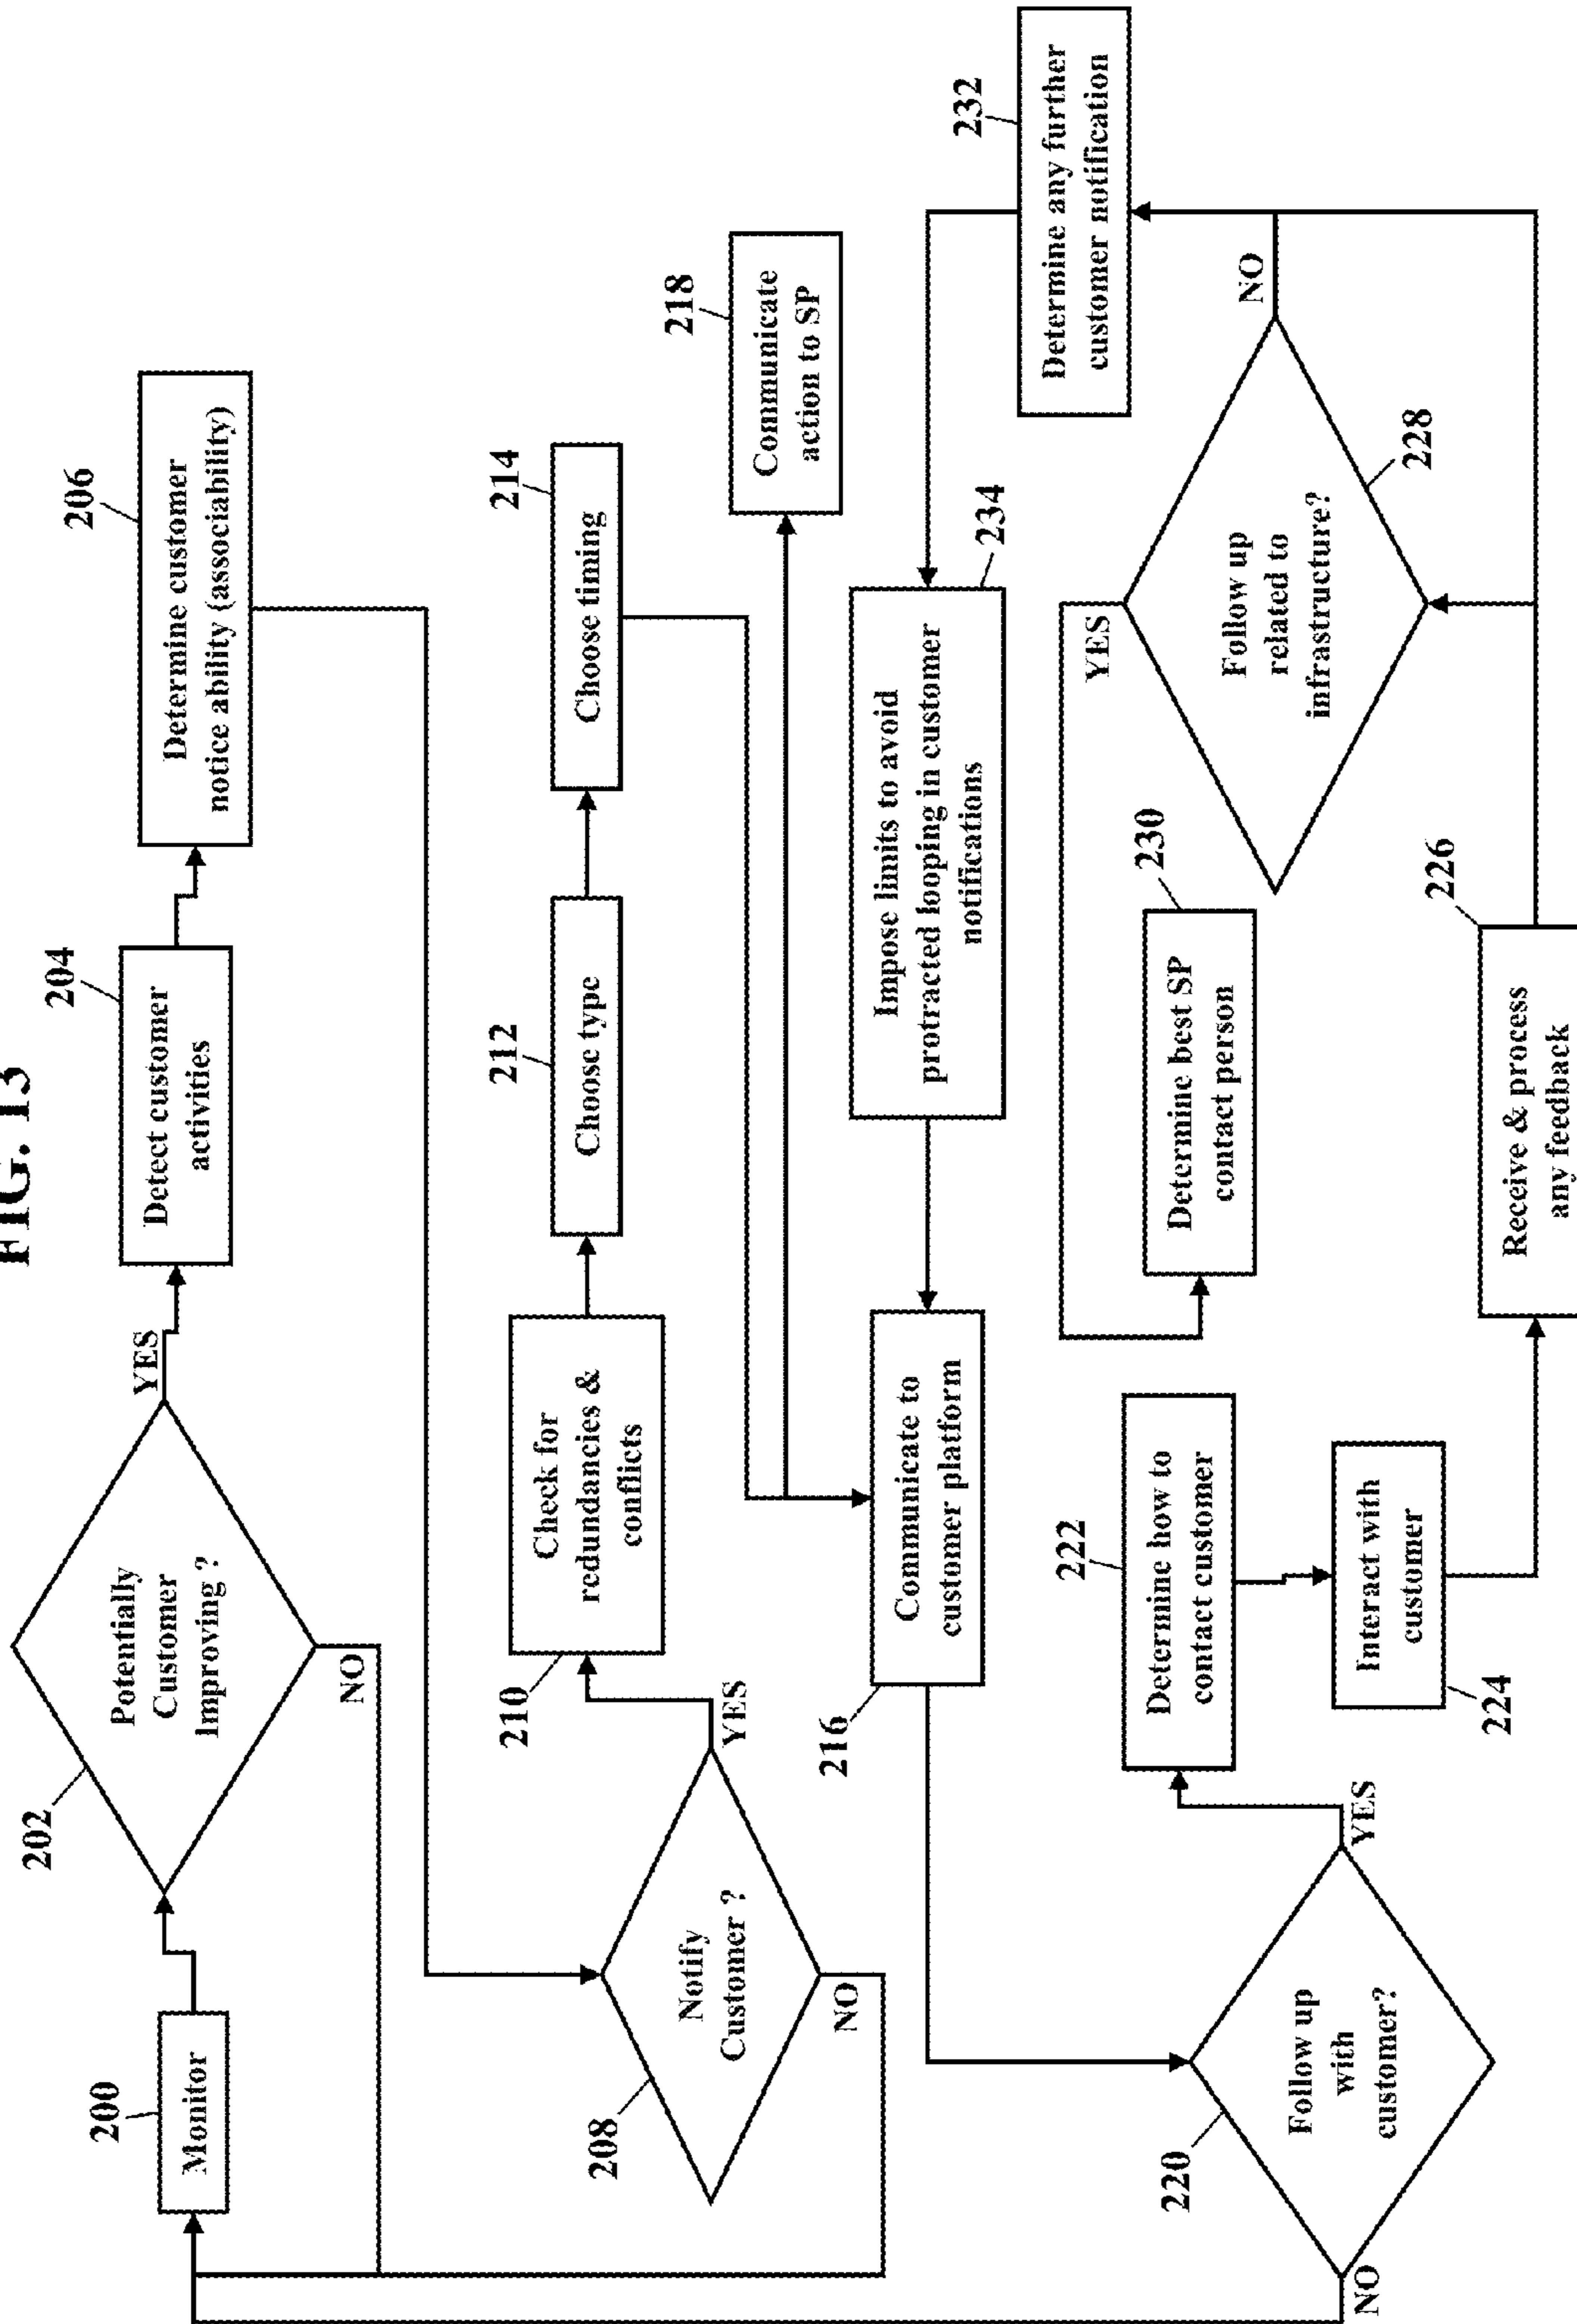 FIG. 13
200
Monitor
202
Potentially
Customer
Improving ?
YES
NO
204
Detect customer
activities
206
Determine customer
notice ability (associability)
208
Notify
Customer ?
YES
NO
210
Check for
redundancies &
conflicts
212
Choose type
214
Choose timing
216
Communicate to
customer platform
218
Communicate
action to SP
220
Follow up
with
customer?
YES
NO
222
Determine how to
contact customer
224
Interact with
customer
226
Receive & process
any feedback
228
Follow up
related to
infrastructure?
YES
NO
230
Determine best SP
contact person
232
Determine any further
customer notification
234
Impose limits to avoid
protracted looping in customer
notifications